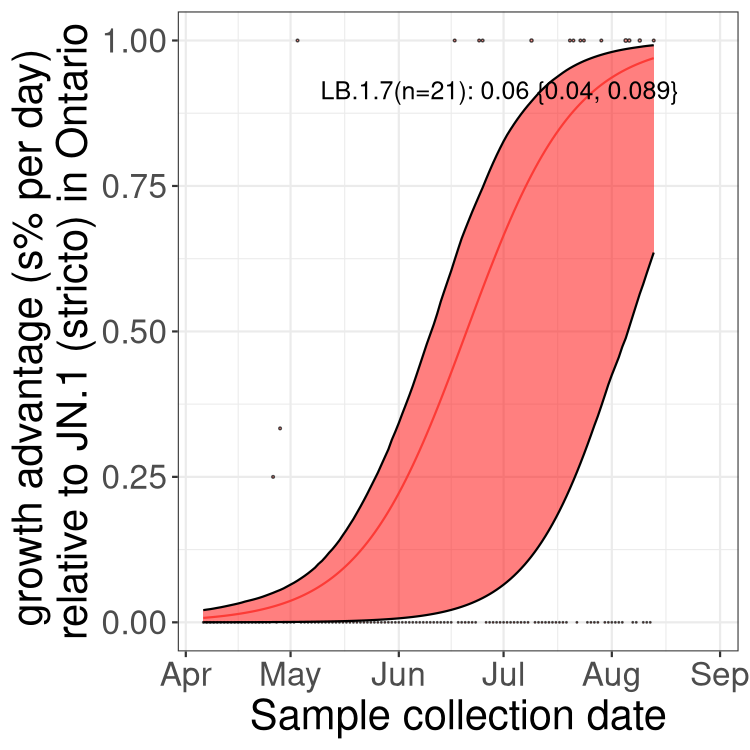 growth advantage (s% per day)
relative to JN.1 (stricto) in Ontario
1.00
0.75
0.50
0.25
0.00
LB.1.7(n=21): 0.06 {0.04, 0.089}
Apr May Jun Jul Aug Sep
Sample collection date